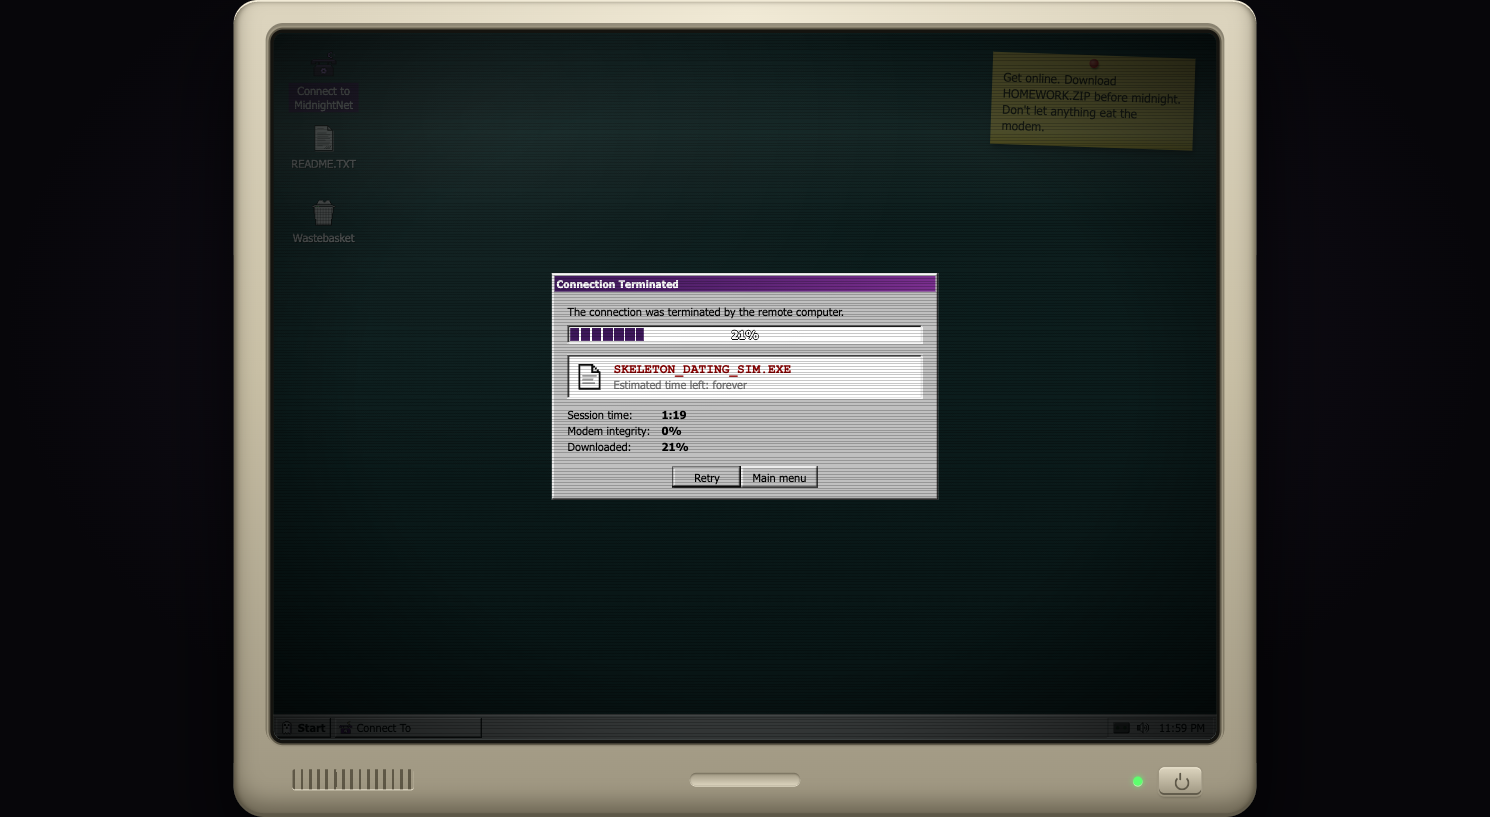 Connect to
MidnightNet
README.TXT
Wastebasket
Get online. Download
HOMEWORK.ZIP before midnight.
Don't let anything eat the
modem.
Connection Terminated
The connection was terminated by the remote computer.
21%
SKELETON_DATING_SIM.EXE
Estimated time left: forever
Session time: 1:19
Modem integrity: 0%
Downloaded: 21%
Retry Main menu
Start Connect To 11:59 PM